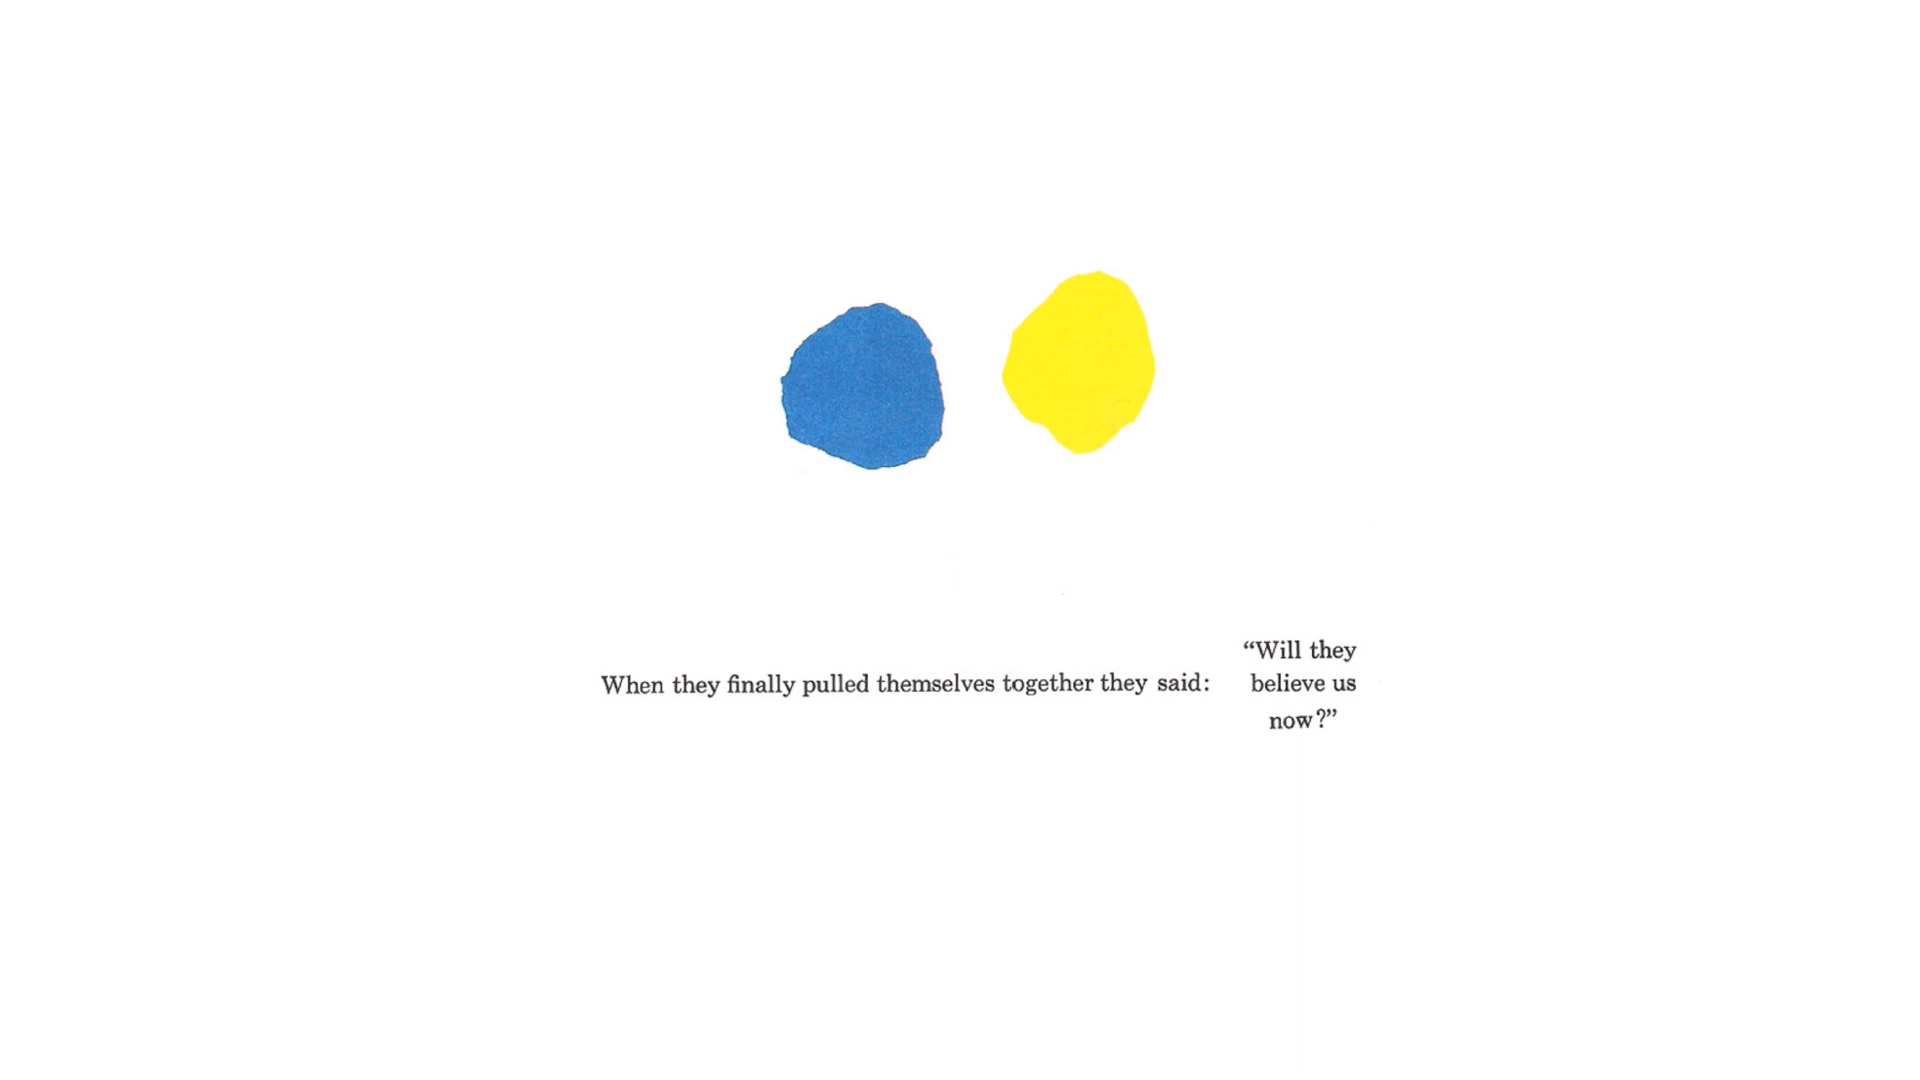 When they finally pulled themselves together they said:
“Will they
believe us
now?”